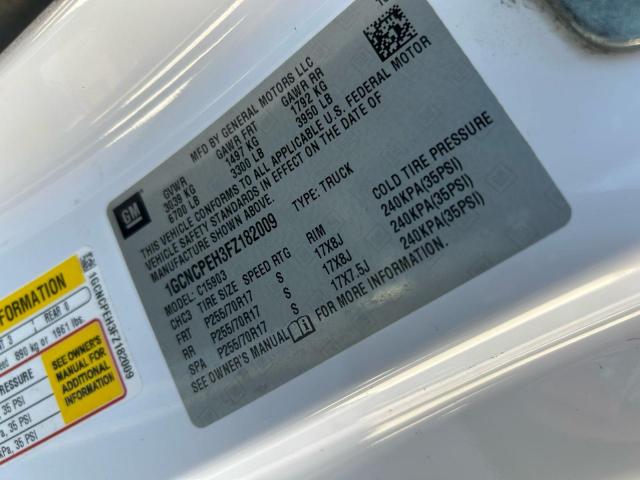 GM
MFD BY GENERAL MOTORS LLC
GVWR GAWR FRT GAWR RR
3039 KG 1497 KG 1792 KG
6700 LB 3300 LB 3950 LB
THIS VEHICLE CONFORMS TO ALL APPLICABLE U.S. FEDERAL MOTOR
VEHICLE SAFETY STANDARDS IN EFFECT ON THE DATE OF
MANUFACTURE SHOWN ABOVE.
1GCNCPEH3FZ182009 TYPE: TRUCK
MODEL: C15903
CHC3 TIRE SIZE SPEED RTG RIM COLD TIRE PRESSURE
FRT P255/70R17 S 17X8J 240KPA(35PSI)
RR P255/70R17 S 17X8J 240KPA(35PSI)
SPA P255/70R17 S 17X7.5J 240KPA(35PSI)
SEE OWNER'S MANUAL FOR MORE INFORMATION.
FORMATION
1GCNCPEH3FZ182009
3 REAR 0
890 kg or 1961 lbs.
PRESSURE
35 PSI
35 PSI
kPa, 35 PSI
SEE OWNER'S
MANUAL FOR
ADDITIONAL
INFORMATION